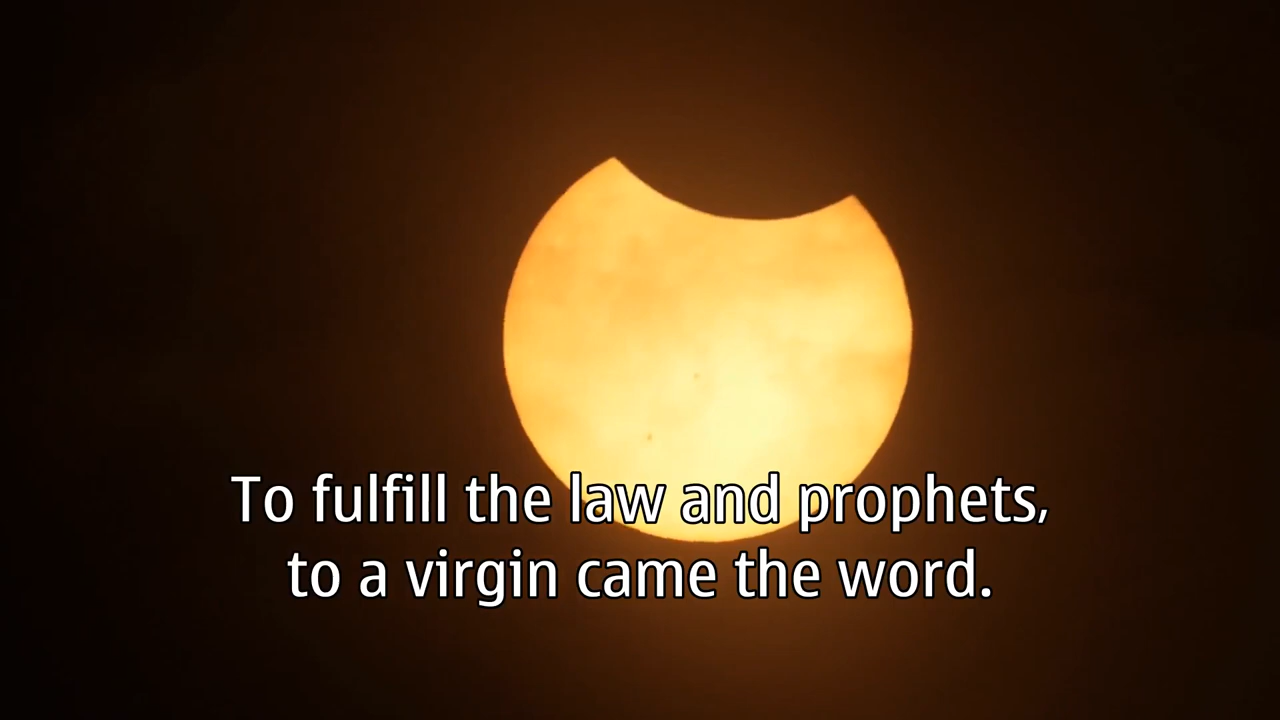 To fulfill the law and prophets,
to a virgin came the word.